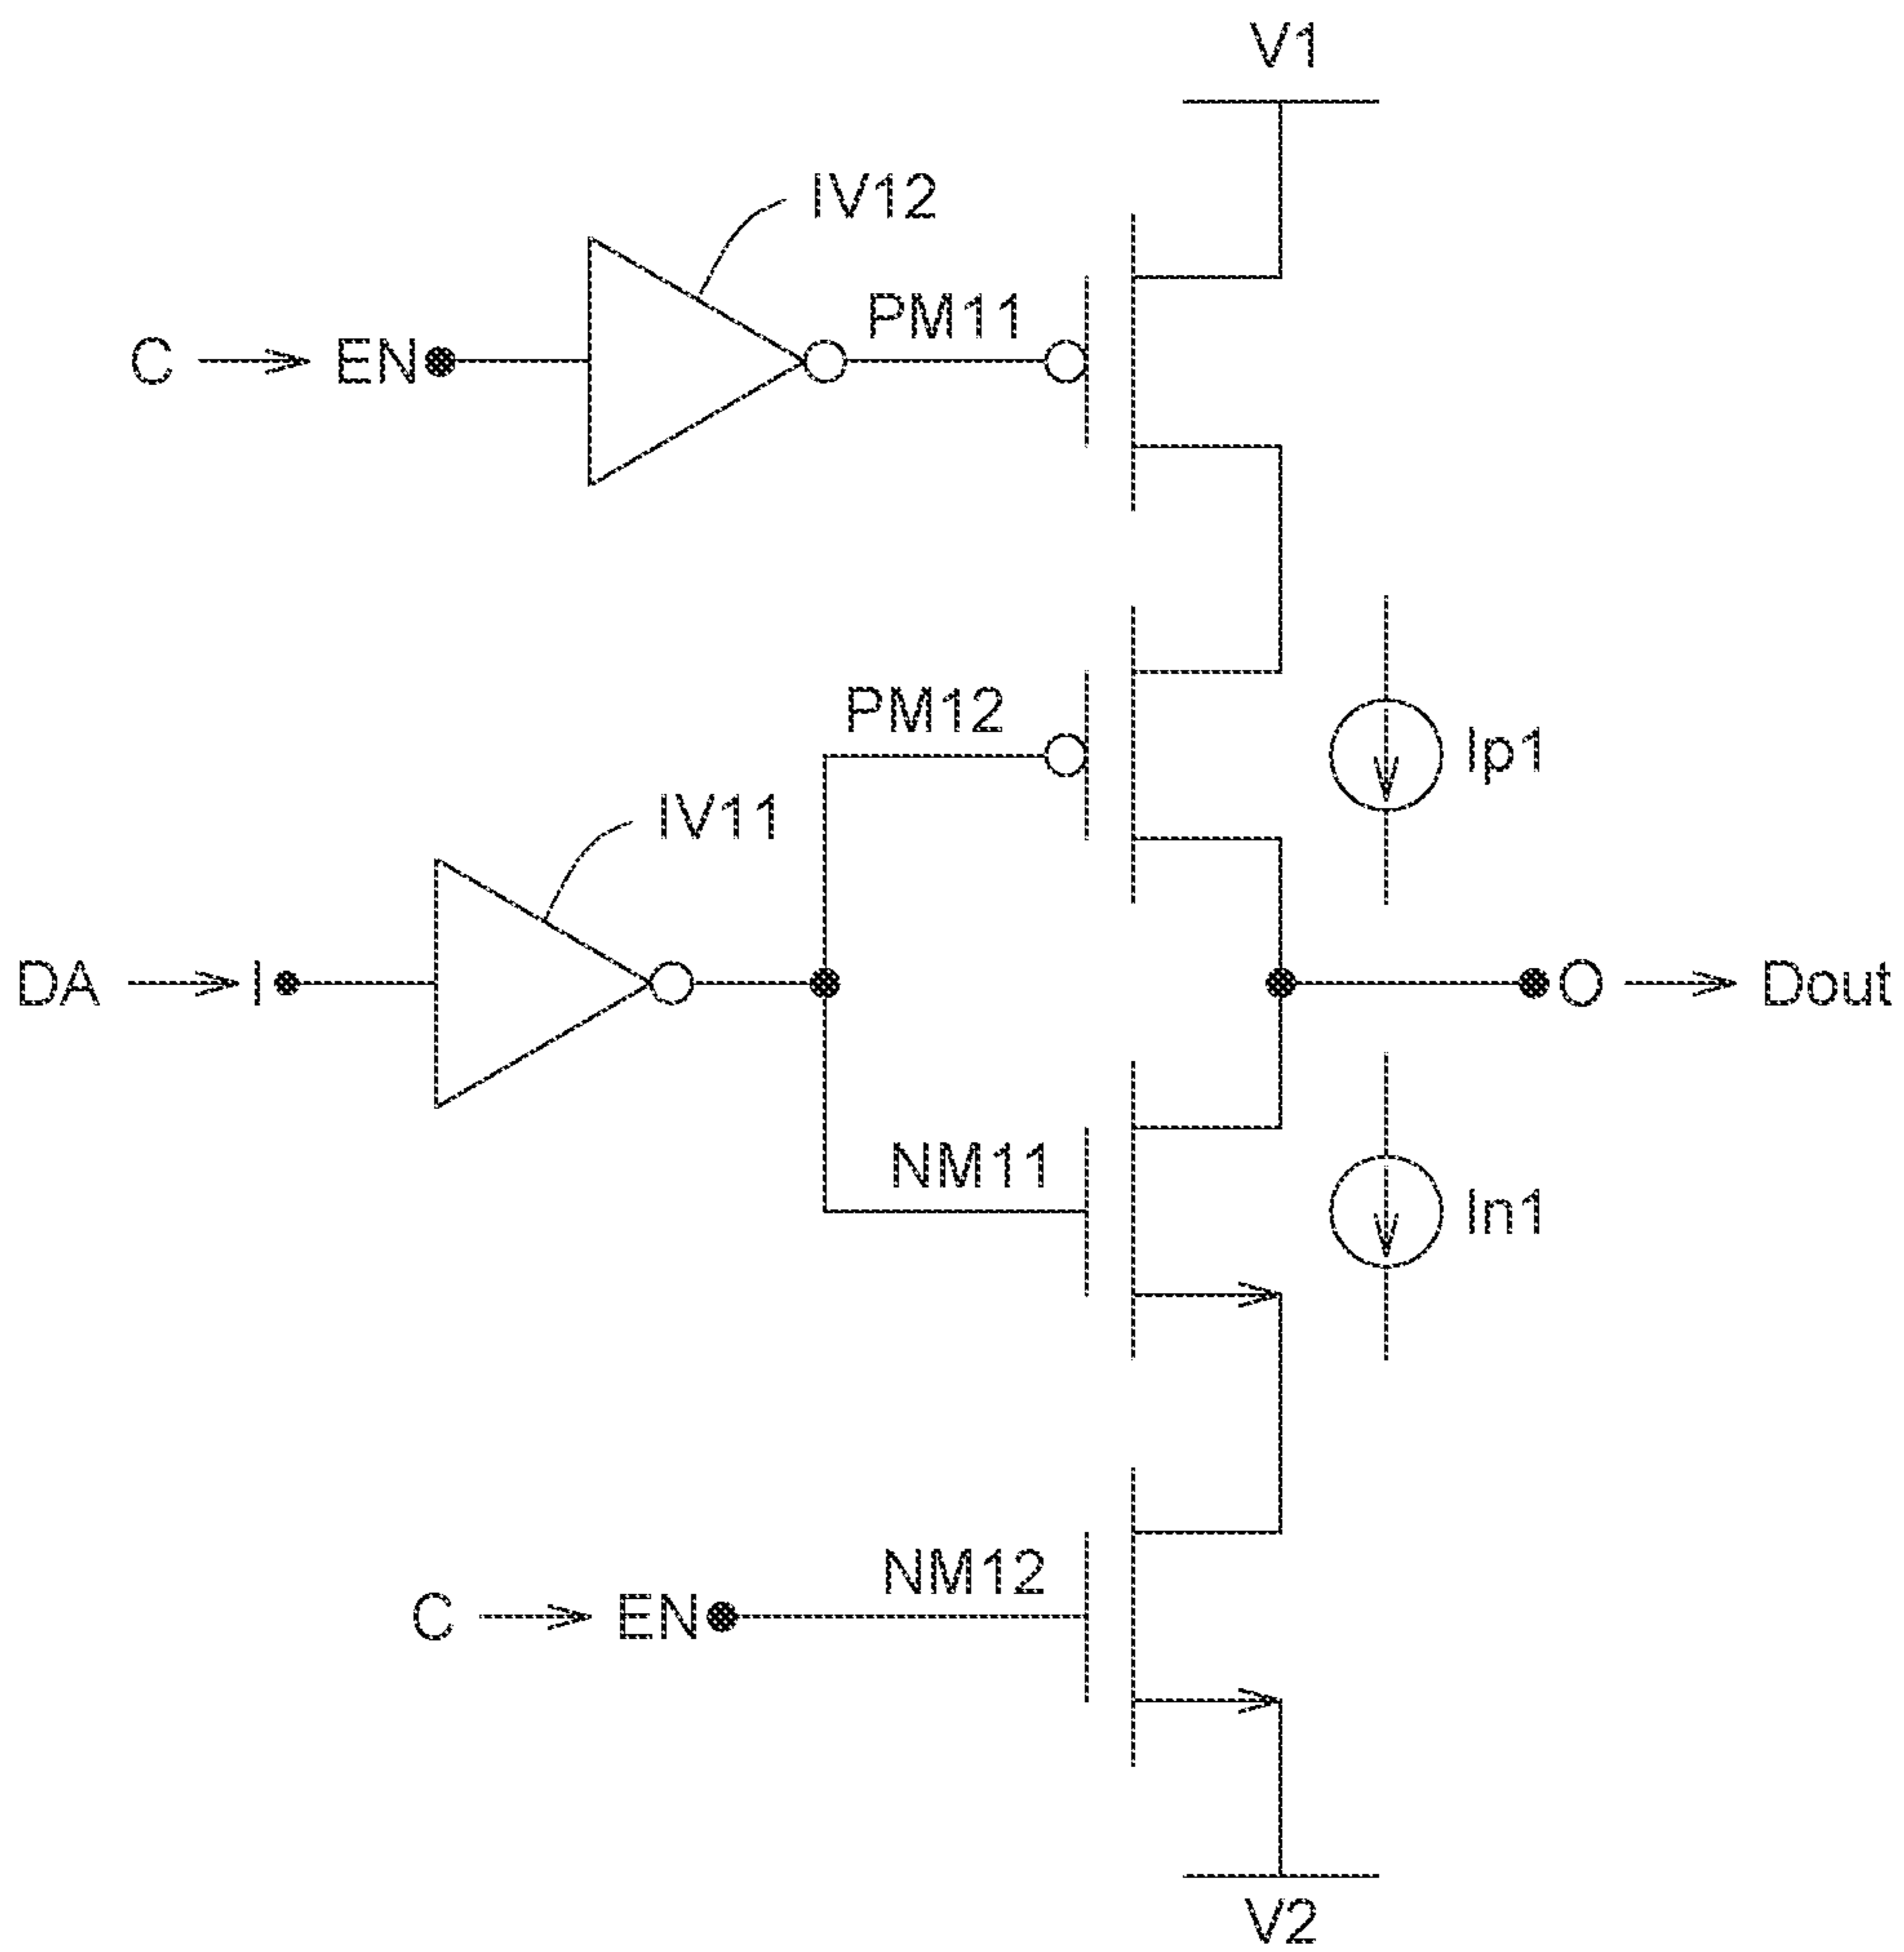 V1
IV12
PM11
C EN
PM12
Ip1
IV11
DA I O Dout
NM11
In1
NM12
C EN
V2